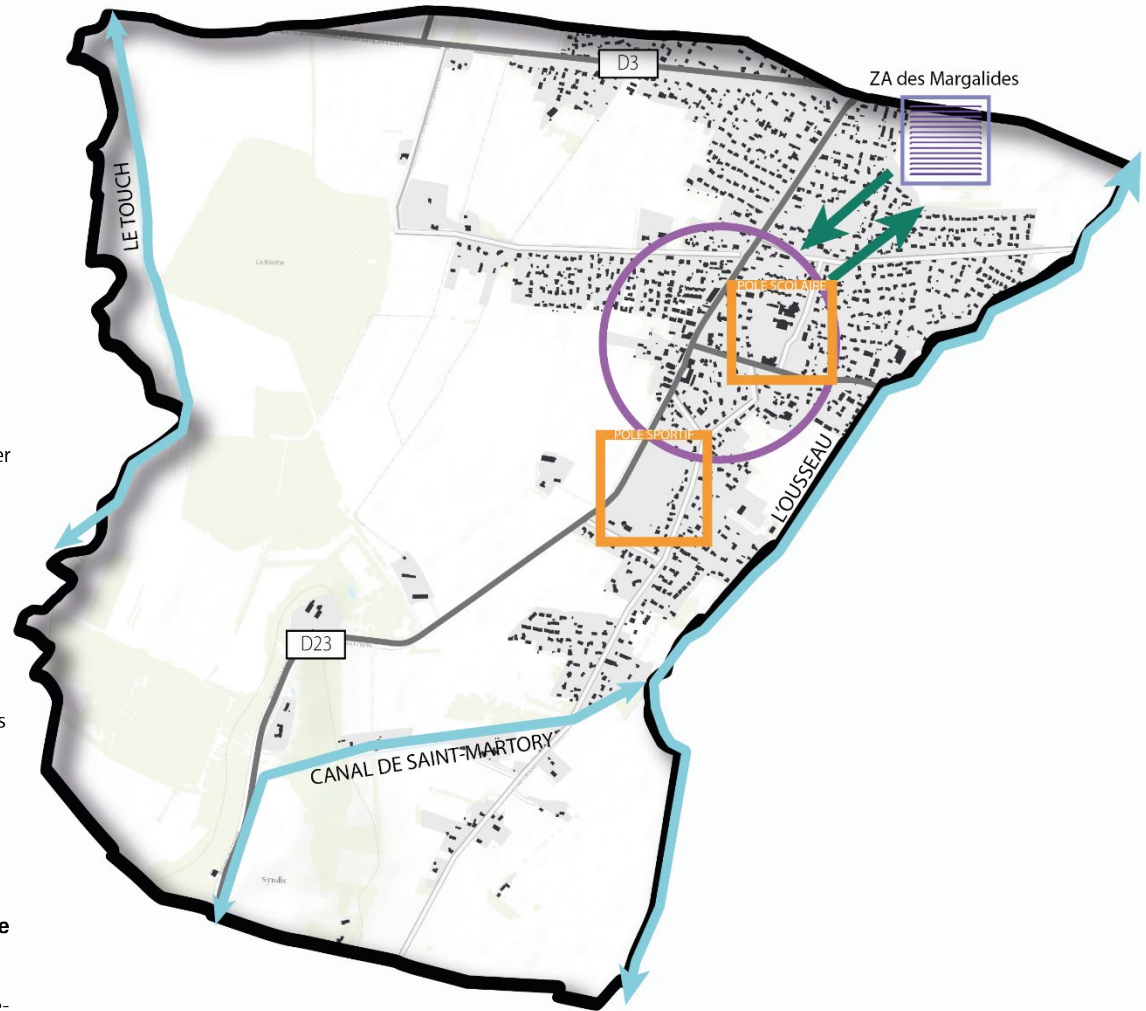 ZA des Margalides
D3
LE TOUCH
La Barthe
POLE SCOLAIRE
POLE SPORTIF
L'OUSSEAU
er
D23
s
CANAL DE SAINT-MARTORY
Syndic
e